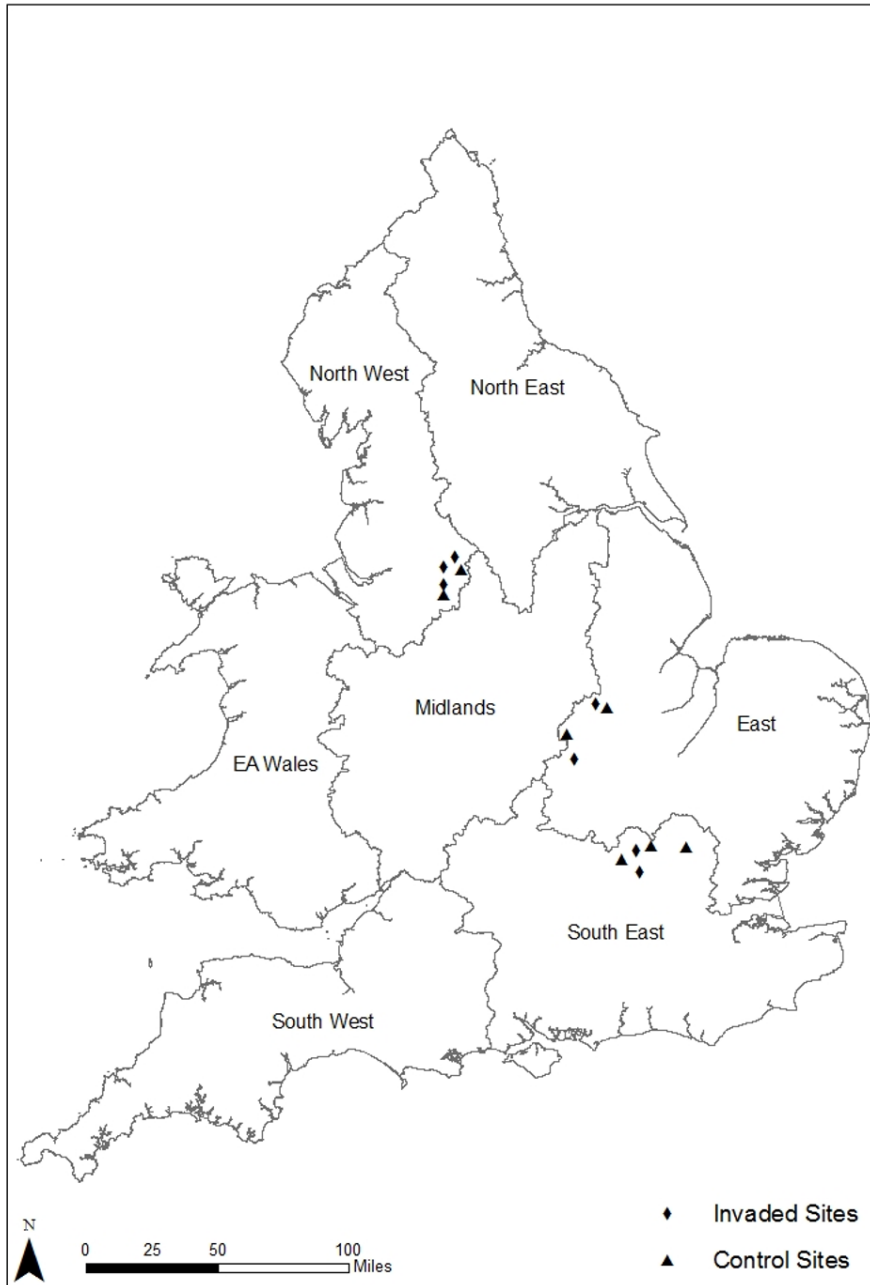 North West
North East
Midlands
East
EA Wales
South East
South West
N
0 25 50 100
Miles
Invaded Sites
Control Sites